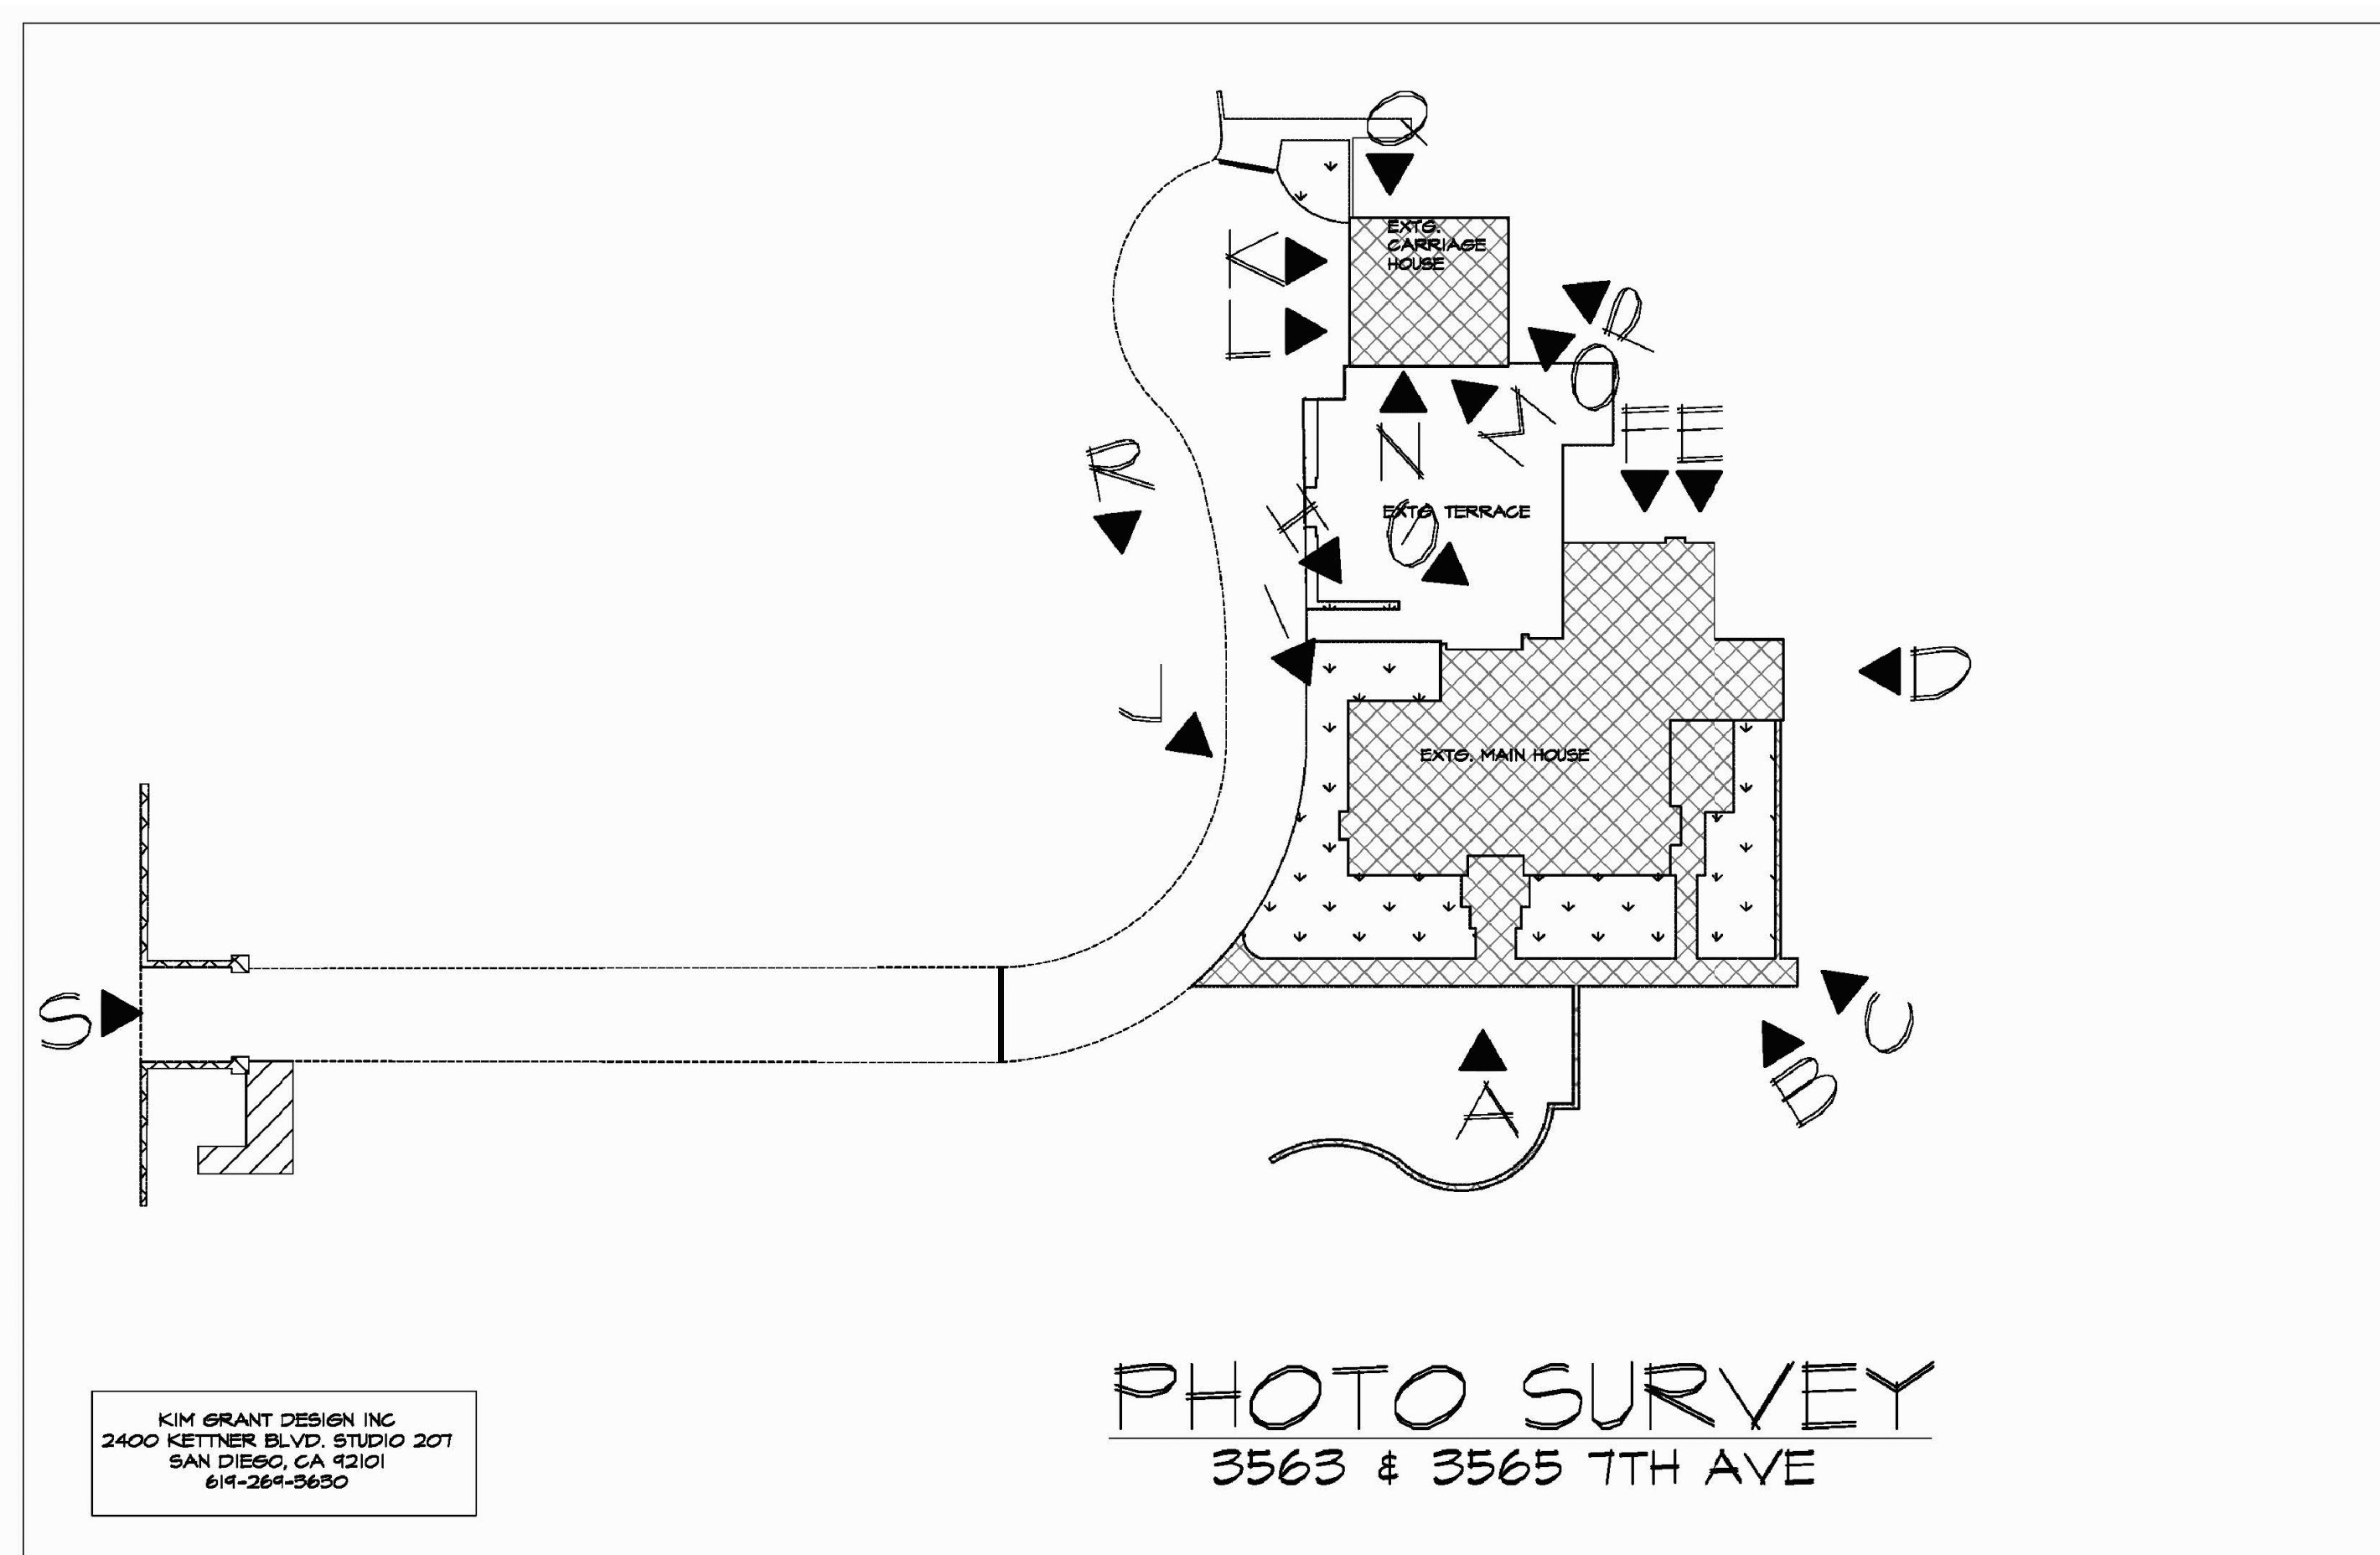 Q
EXTG.
CARRIAGE
HOUSE
K
L
P
O
N
M
F
E
R
H
G
EXTG. TERRACE
I
J
D
EXTG. MAIN HOUSE
S
C
B
A
PHOTO SURVEY
3563 & 3565 7TH AVE
KIM GRANT DESIGN INC
2400 KETTNER BLVD. STUDIO 207
SAN DIEGO, CA 92101
619-269-3630